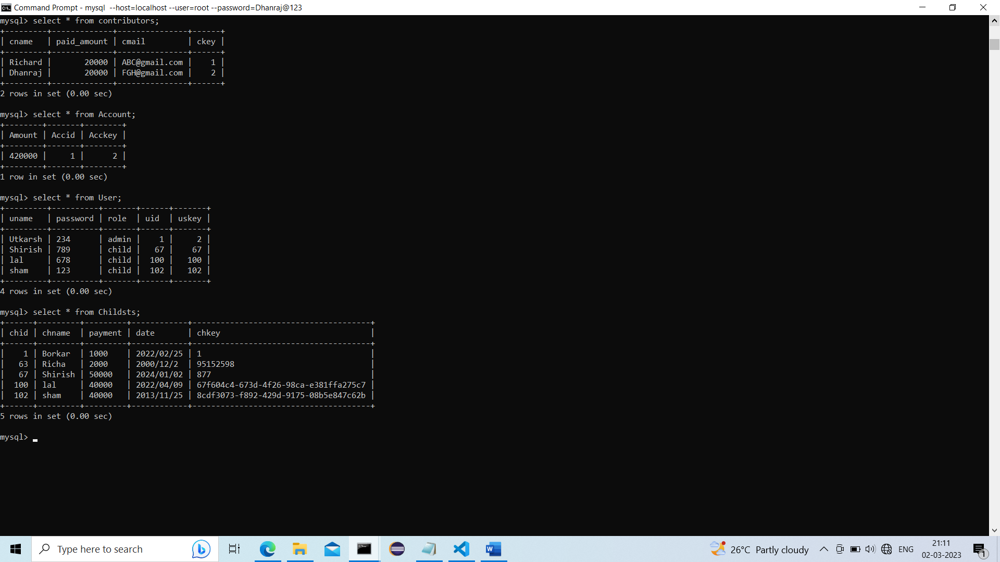 Command Prompt - mysql  --host=localhost --user=root --password=Dhanraj@123
mysql> select * from contributors;
+---------+-------------+---------------+------+
| cname   | paid_amount | cmail         | ckey |
+---------+-------------+---------------+------+
| Richard |       20000 | ABC@gmail.com |    1 |
| Dhanraj |       20000 | FGH@gmail.com |    2 |
+---------+-------------+---------------+------+
2 rows in set (0.00 sec)
mysql> select * from Account;
+--------+-------+--------+
| Amount | Accid | Acckey |
+--------+-------+--------+
| 420000 |     1 |      2 |
+--------+-------+--------+
1 row in set (0.00 sec)
mysql> select * from User;
+---------+----------+-------+------+-------+
| uname   | password | role  | uid  | uskey |
+---------+----------+-------+------+-------+
| Utkarsh | 234      | admin |    1 |     2 |
| Shirish | 789      | child |   67 |    67 |
| lal     | 678      | child |  100 |   100 |
| sham    | 123      | child |  102 |   102 |
+---------+----------+-------+------+-------+
4 rows in set (0.00 sec)
mysql> select * from Childsts;
+------+---------+---------+------------+--------------------------------------+
| chid | chname  | payment | date       | chkey                                |
+------+---------+---------+------------+--------------------------------------+
|    1 | Borkar  | 1000    | 2022/02/25 | 1                                    |
|   63 | Richa   | 2000    | 2000/12/2  | 95152598                             |
|   67 | Shirish | 50000   | 2024/01/02 | 877                                  |
|  100 | lal     | 40000   | 2022/04/09 | 67f604c4-673d-4f26-98ca-e381ffa275c7 |
|  102 | sham    | 40000   | 2013/11/25 | 8cdf3073-f892-429d-9175-08b5e847c62b |
+------+---------+---------+------------+--------------------------------------+
5 rows in set (0.00 sec)
mysql>
Type here to search
26°C Partly cloudy
ENG
21:11
02-03-2023
1